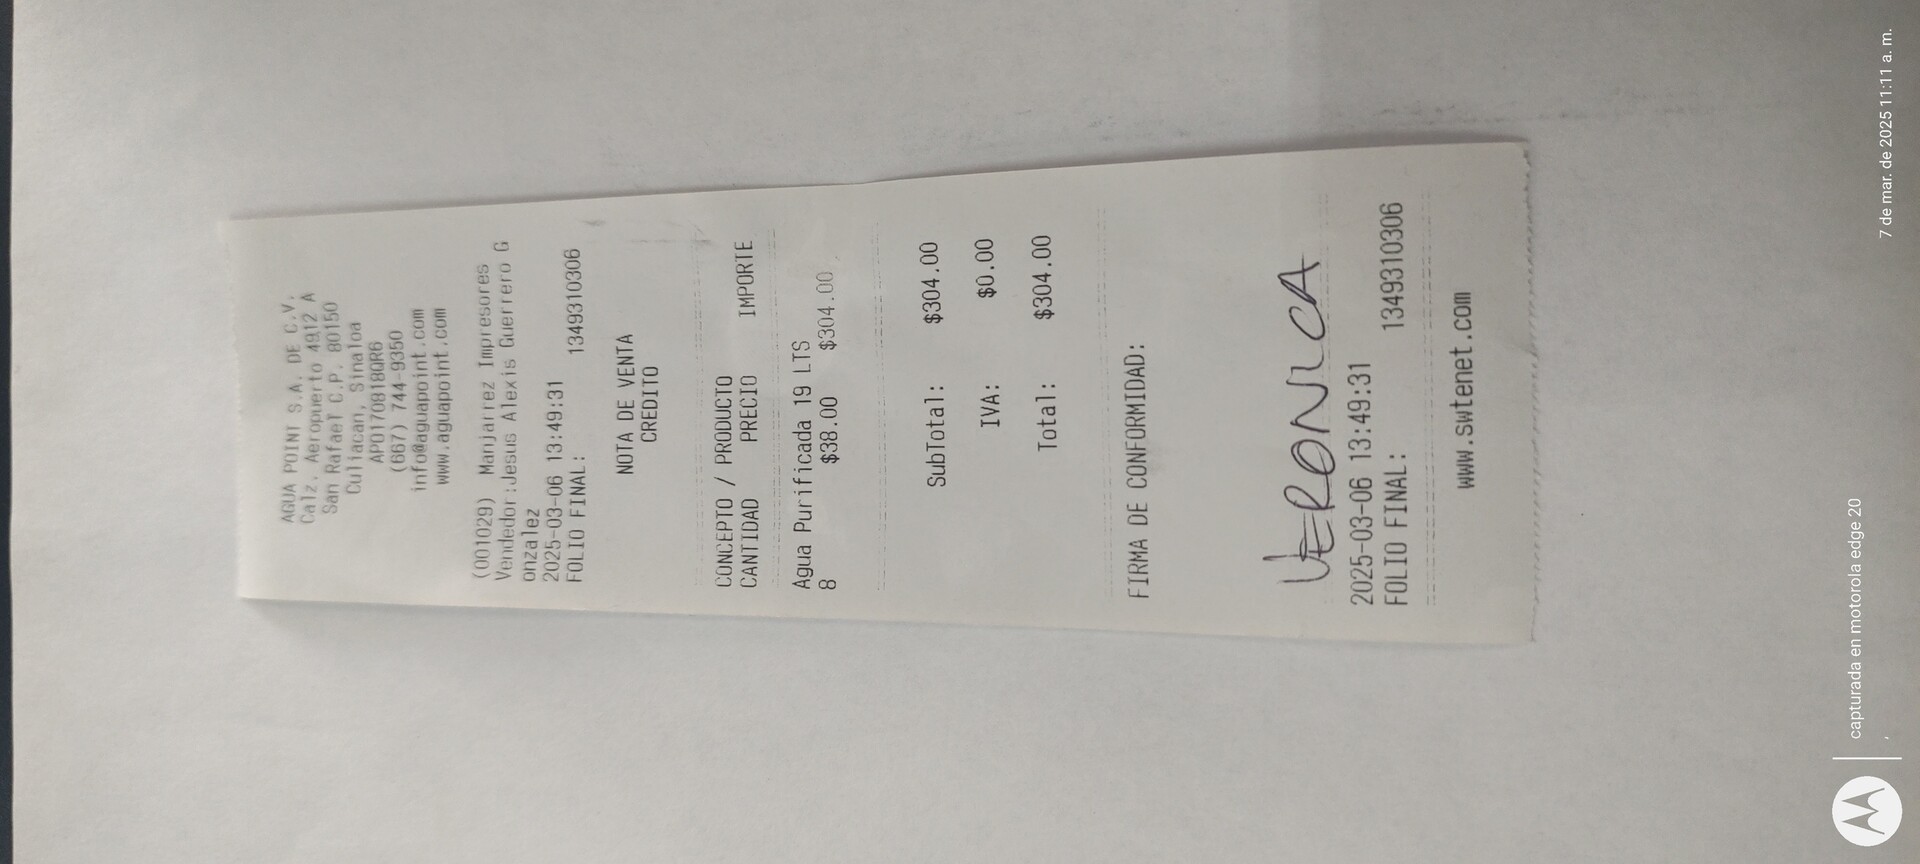 AGUA POINT S.A. DE C.V.
Calz. Aeropuerto 4912 A
San Rafael C.P. 80150
Culiacan, Sinaloa
APO170818QR6
(667) 744-9350
info@aguapoint.com
www.aguapoint.com
(001029) Manjarrez Impresores
Vendedor:Jesus Alexis Guerrero G
onzalez
2025-03-06 13:49:31
FOLIO FINAL: 1349310306
NOTA DE VENTA
CREDITO
CONCEPTO / PRODUCTO
CANTIDAD PRECIO IMPORTE
Agua Purificada 19 LTS
8 $38.00 $304.00
SubTotal: $304.00
IVA: $0.00
Total: $304.00
FIRMA DE CONFORMIDAD:
VERONICA
2025-03-06 13:49:31
FOLIO FINAL: 1349310306
www.swtenet.com
capturada en motorola edge 20
7 de mar. de 2025 11:11 a. m.